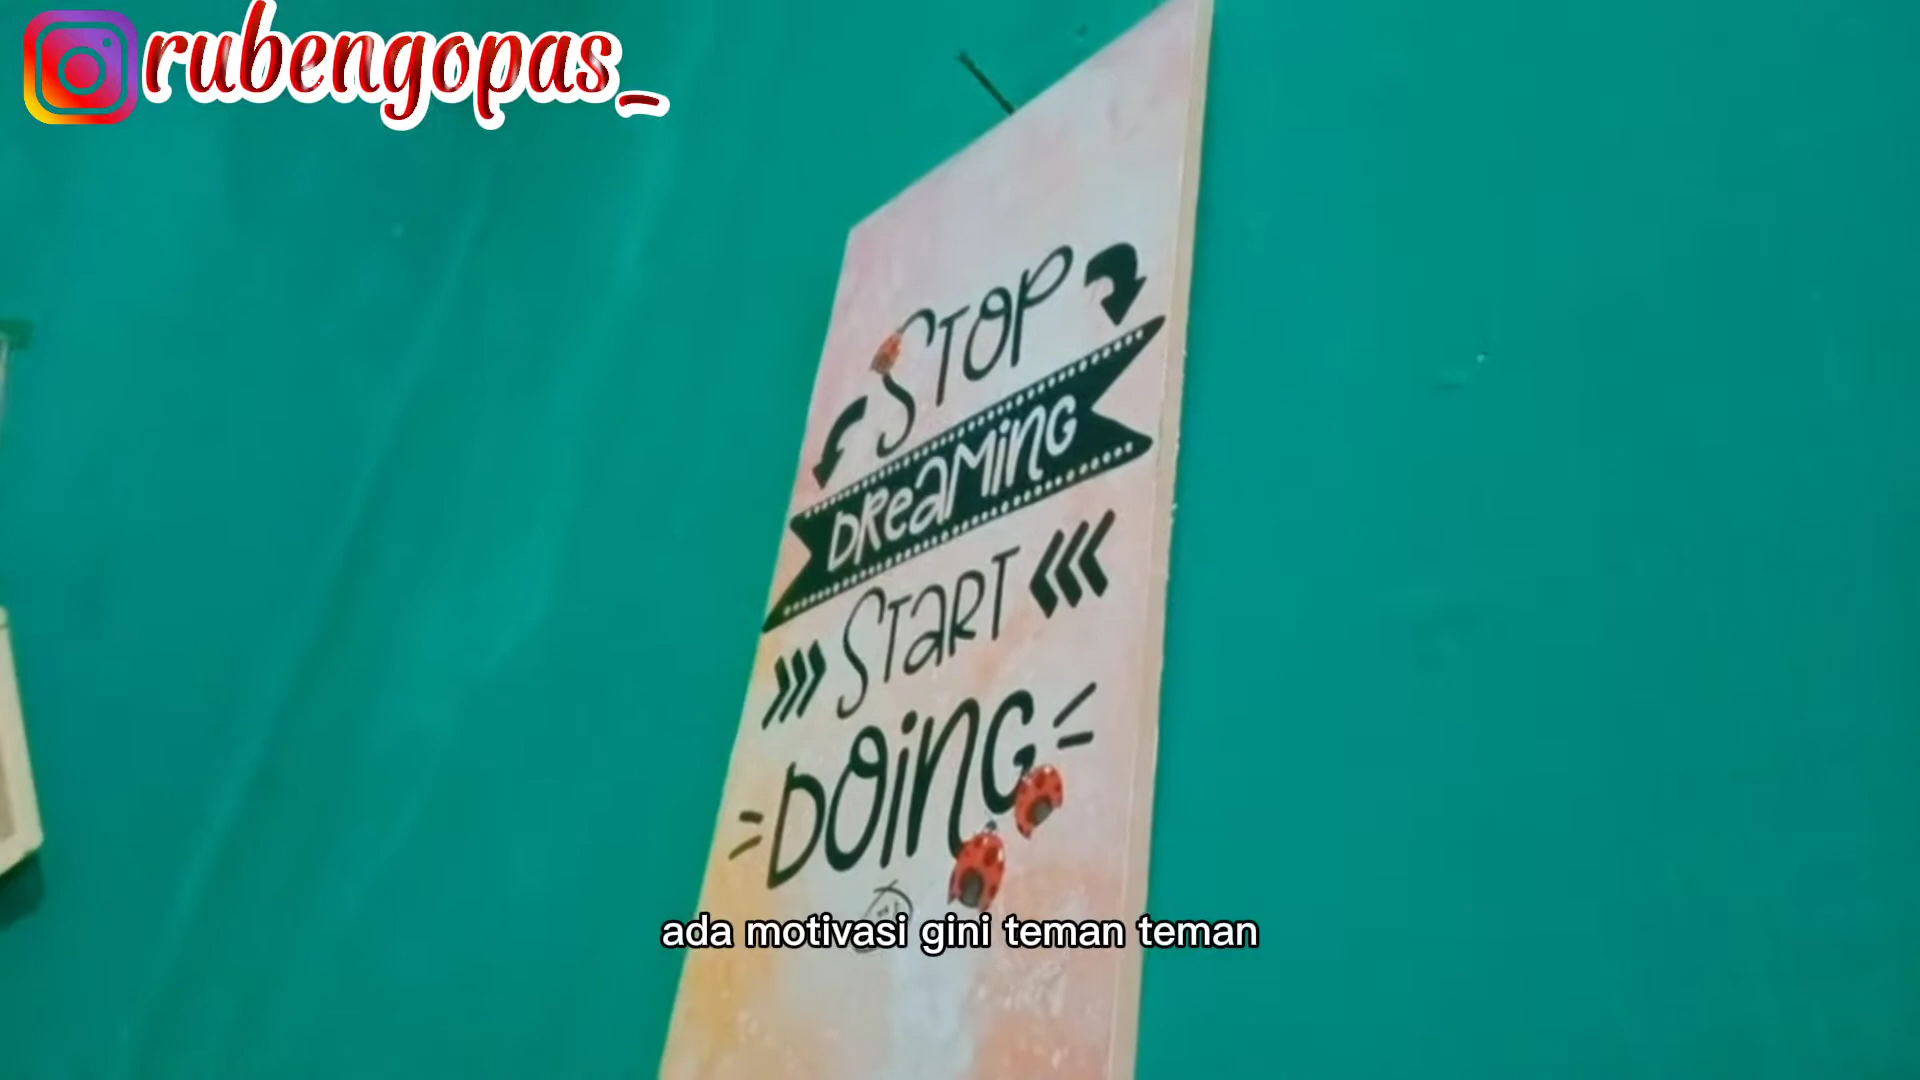 rubengopas_
STOP
DREAMING
START
DOING
ada motivasi gini teman teman